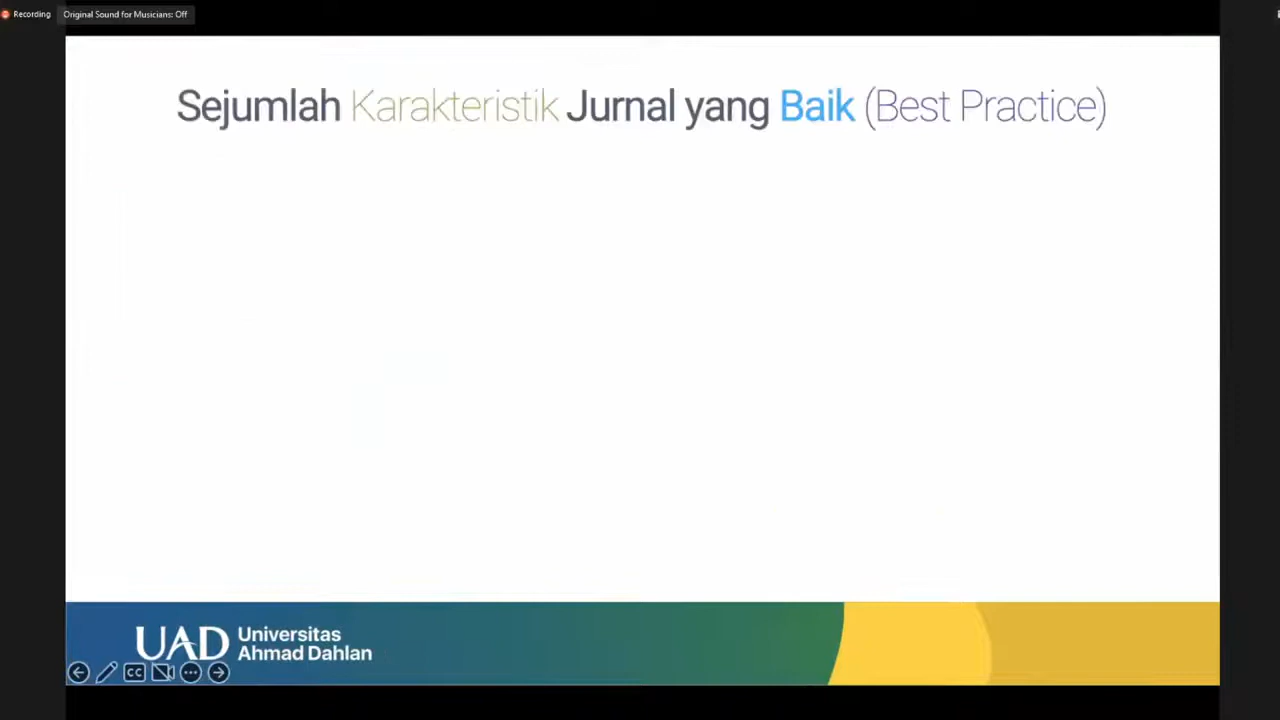 Recording
Original Sound for Musicians: Off
Sejumlah Karakteristik Jurnal yang Baik (Best Practice)
UAD
Universitas
Ahmad Dahlan
CC